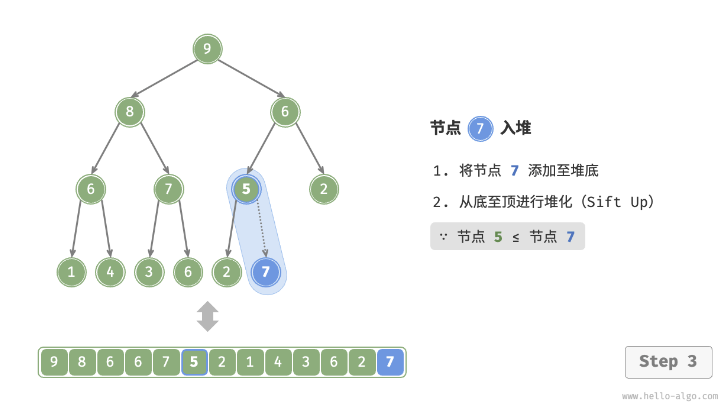 9
8 6
6 7 5 2
1 4 3 6 2 7
9 8 6 6 7 5 2 1 4 3 6 2 7
节点 7 入堆
1. 将节点 7 添加至堆底
2. 从底至顶进行堆化（Sift Up）
∵ 节点 5 ≤ 节点 7
Step 3
www.hello-algo.com